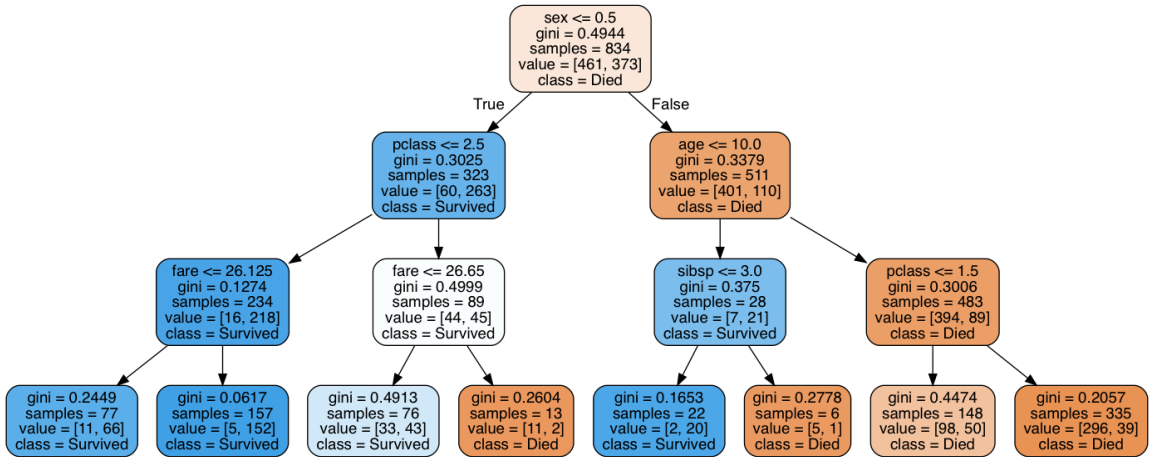 sex <= 0.5
gini = 0.4944
samples = 834
value = [461, 373]
class = Died
True
False
pclass <= 2.5
gini = 0.3025
samples = 323
value = [60, 263]
class = Survived
age <= 10.0
gini = 0.3379
samples = 511
value = [401, 110]
class = Died
fare <= 26.125
gini = 0.1274
samples = 234
value = [16, 218]
class = Survived
fare <= 26.65
gini = 0.4999
samples = 89
value = [44, 45]
class = Survived
sibsp <= 3.0
gini = 0.375
samples = 28
value = [7, 21]
class = Survived
pclass <= 1.5
gini = 0.3006
samples = 483
value = [394, 89]
class = Died
gini = 0.2449
samples = 77
value = [11, 66]
class = Survived
gini = 0.0617
samples = 157
value = [5, 152]
class = Survived
gini = 0.4913
samples = 76
value = [33, 43]
class = Survived
gini = 0.2604
samples = 13
value = [11, 2]
class = Died
gini = 0.1653
samples = 22
value = [2, 20]
class = Survived
gini = 0.2778
samples = 6
value = [5, 1]
class = Died
gini = 0.4474
samples = 148
value = [98, 50]
class = Died
gini = 0.2057
samples = 335
value = [296, 39]
class = Died